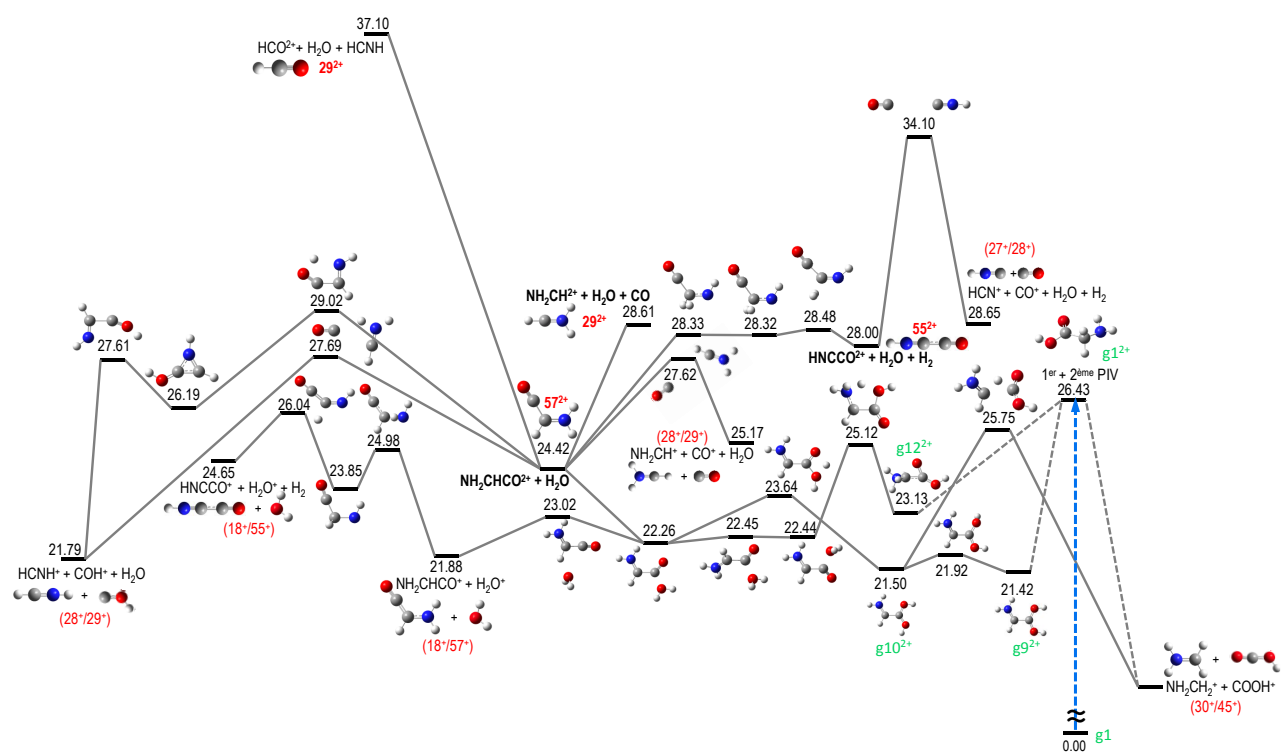 37.10
HCO²⁺+ H₂O + HCNH
29²⁺
34.10
(27⁺/28⁺)
HCN⁺ + CO⁺ + H₂O + H₂
28.65
NH₂CH²⁺ + H₂O + CO
28.61
29²⁺
28.33
28.32
28.48
28.00
55²⁺
HNCCO²⁺ + H₂O + H₂
g1²⁺
1ᵉʳ + 2ᵉᵐᵉ PIV
26.43
29.02
27.69
27.61
26.19
27.62
26.04
24.98
57²⁺
24.42
NH₂CHCO²⁺ + H₂O
(28⁺/29⁺)
25.17
NH₂CH⁺ + CO⁺ + H₂O
25.12
25.75
g12²⁺
23.13
24.65
HNCCO⁺ + H₂O⁺ + H₂
(18⁺/55⁺)
23.85
23.64
23.02
22.26
22.45
22.44
21.79
HCNH⁺ + COH⁺ + H₂O
(28⁺/29⁺)
21.88
NH₂CHCO⁺ + H₂O⁺
(18⁺/57⁺)
21.50
g10²⁺
21.92
21.42
g9²⁺
NH₂CH₂⁺ + COOH⁺
(30⁺/45⁺)
g1
0.00